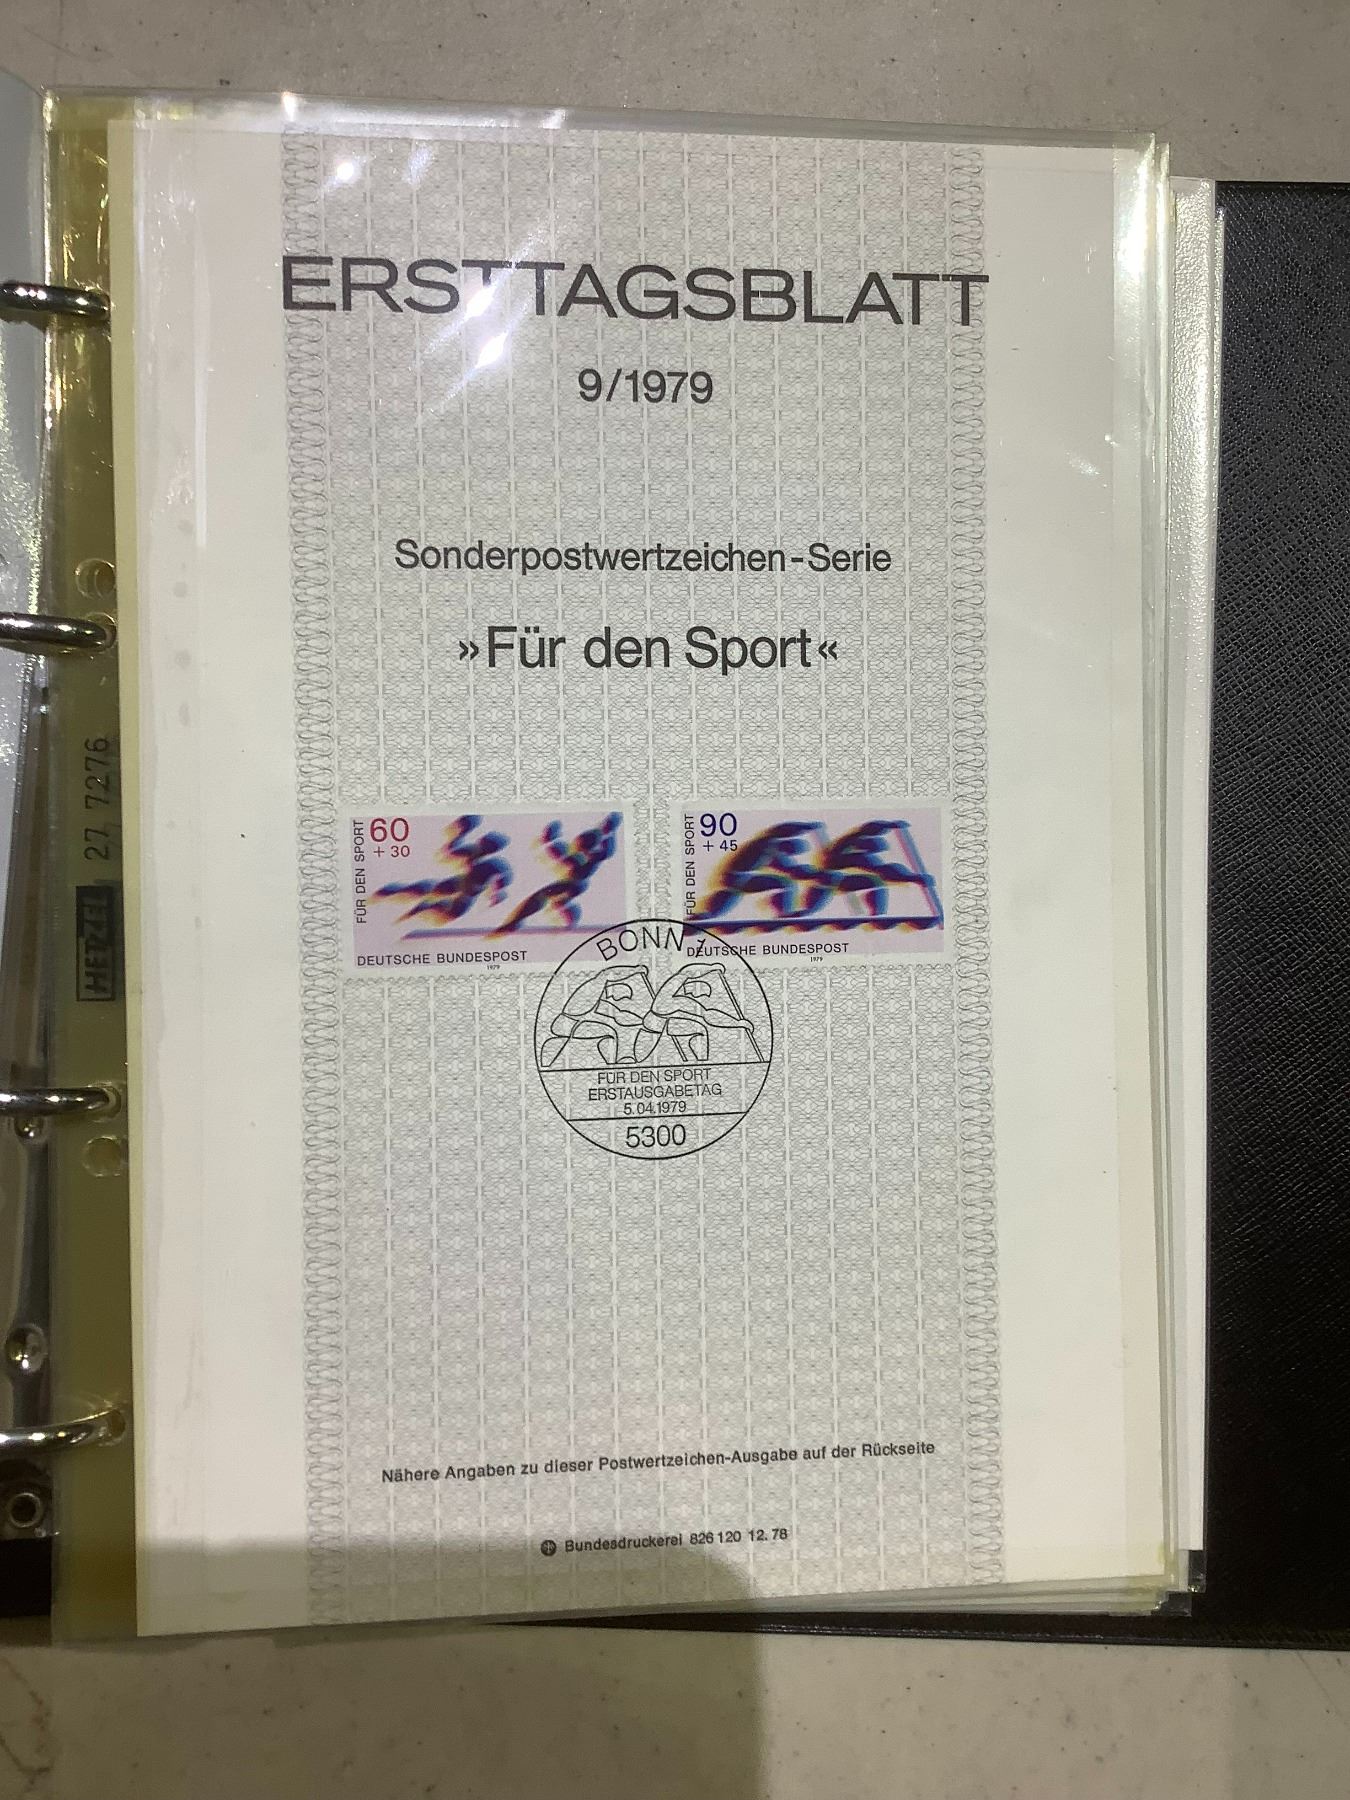 ERSTTAGSBLATT
9/1979
Sonderpostwertzeichen-Serie
»Für den Sport«
FÜR DEN SPORT
60
+ 30
DEUTSCHE BUNDESPOST
1979
FÜR DEN SPORT
90
+ 45
DEUTSCHE BUNDESPOST
1979
BONN 1
FÜR DEN SPORT
ERSTAUSGABETAG
5.04.1979
5300
Nähere Angaben zu dieser Postwertzeichen-Ausgabe auf der Rückseite
Bundesdruckerei 826 120 12.78
HETZEL 27 7276